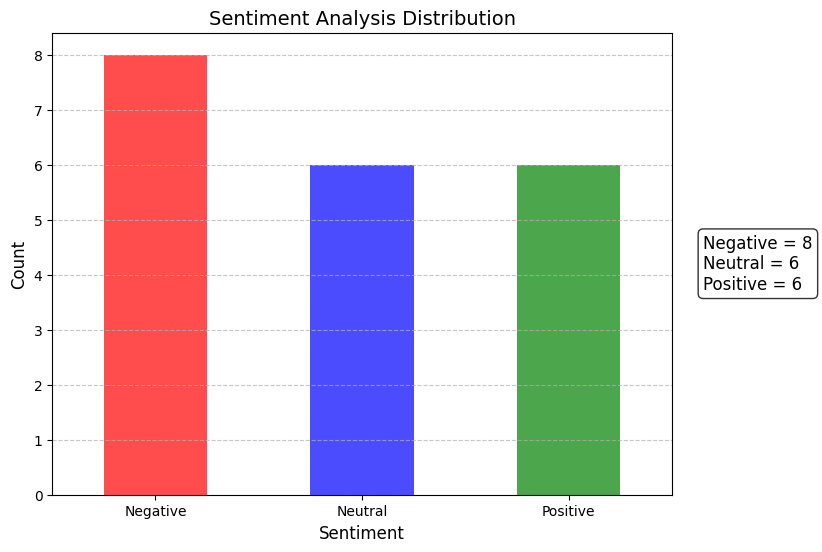 Sentiment Analysis Distribution
8
7
6
5
4
3
2
1
0
Count
Negative
Neutral
Positive
Sentiment
Negative = 8
Neutral = 6
Positive = 6